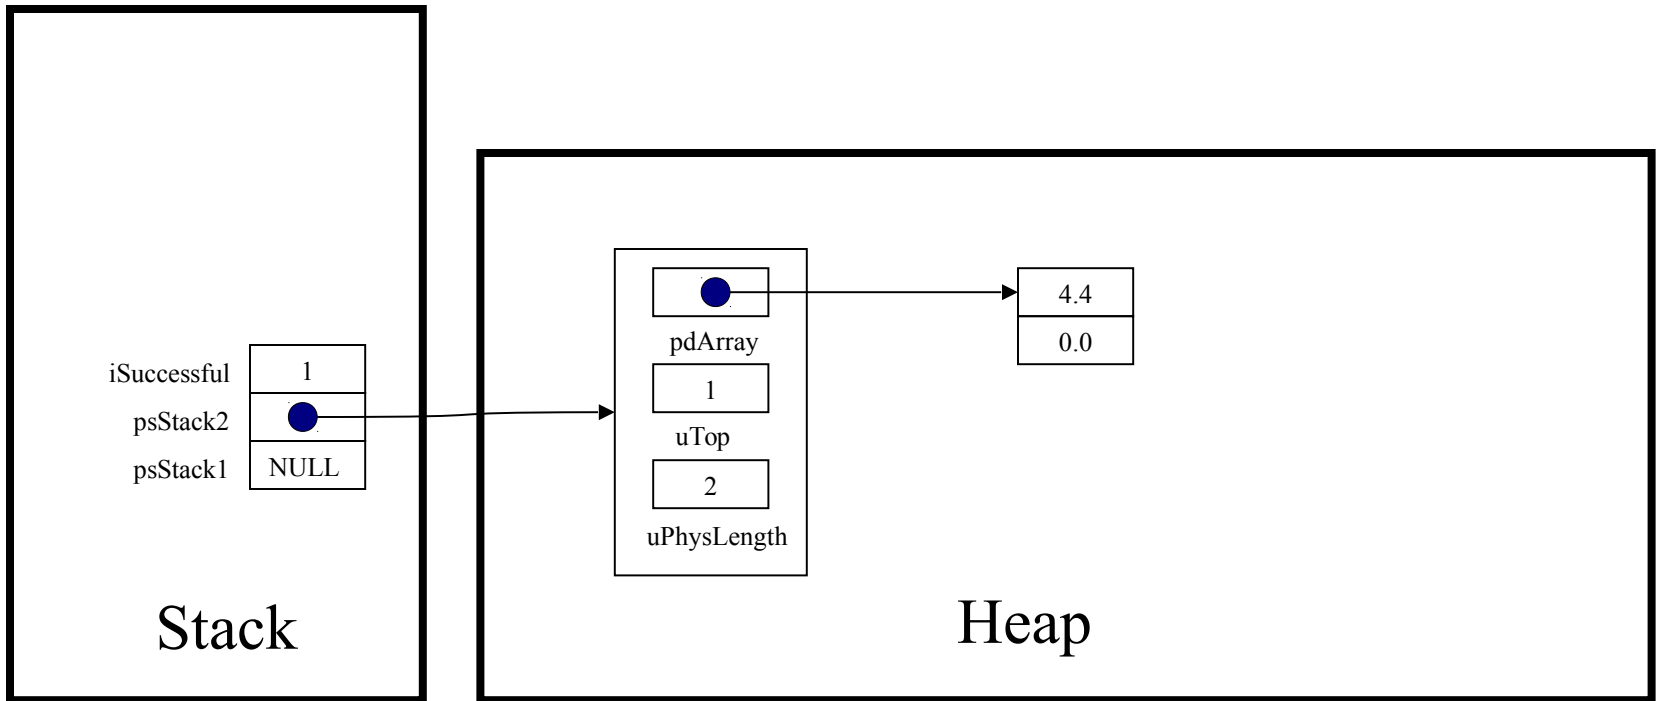 iSuccessful 1
psStack2
psStack1 NULL
Stack
pdArray
1
uTop
2
uPhysLength
4.4
0.0
Heap